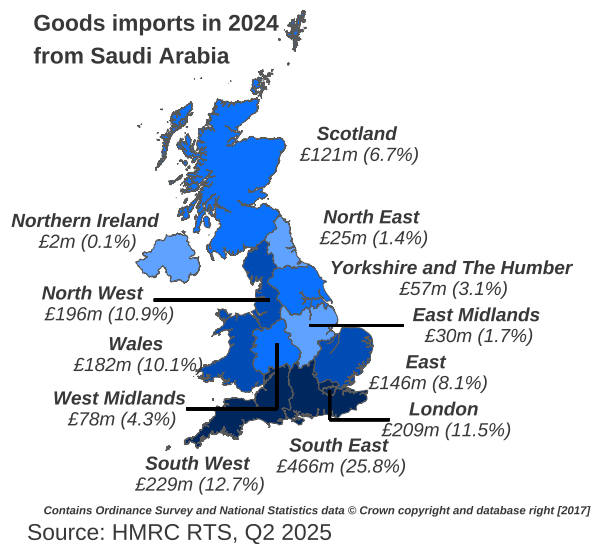 Goods imports in 2024
from Saudi Arabia
Scotland
£121m (6.7%)
Northern Ireland
£2m (0.1%)
North East
£25m (1.4%)
Yorkshire and The Humber
£57m (3.1%)
North West
£196m (10.9%)
East Midlands
£30m (1.7%)
Wales
£182m (10.1%)
East
£146m (8.1%)
West Midlands
£78m (4.3%)
London
£209m (11.5%)
South East
£466m (25.8%)
South West
£229m (12.7%)
Contains Ordinance Survey and National Statistics data © Crown copyright and database right [2017]
Source: HMRC RTS, Q2 2025